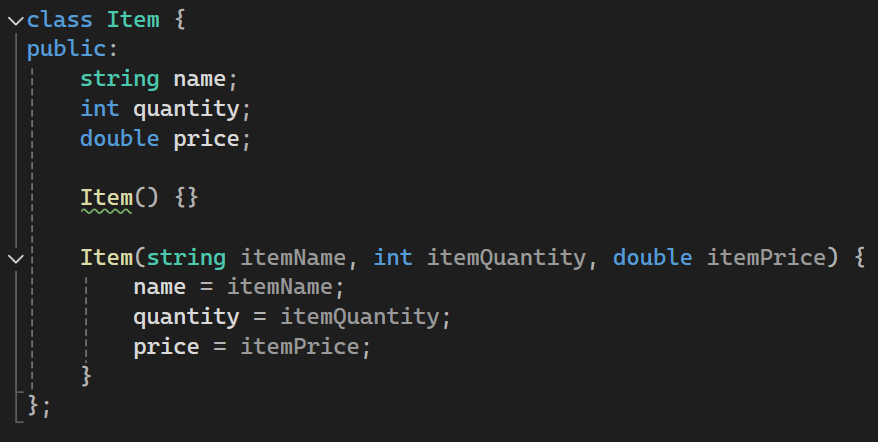 class Item {
public:
    string name;
    int quantity;
    double price;

    Item() {}

    Item(string itemName, int itemQuantity, double itemPrice) {
        name = itemName;
        quantity = itemQuantity;
        price = itemPrice;
    }
};